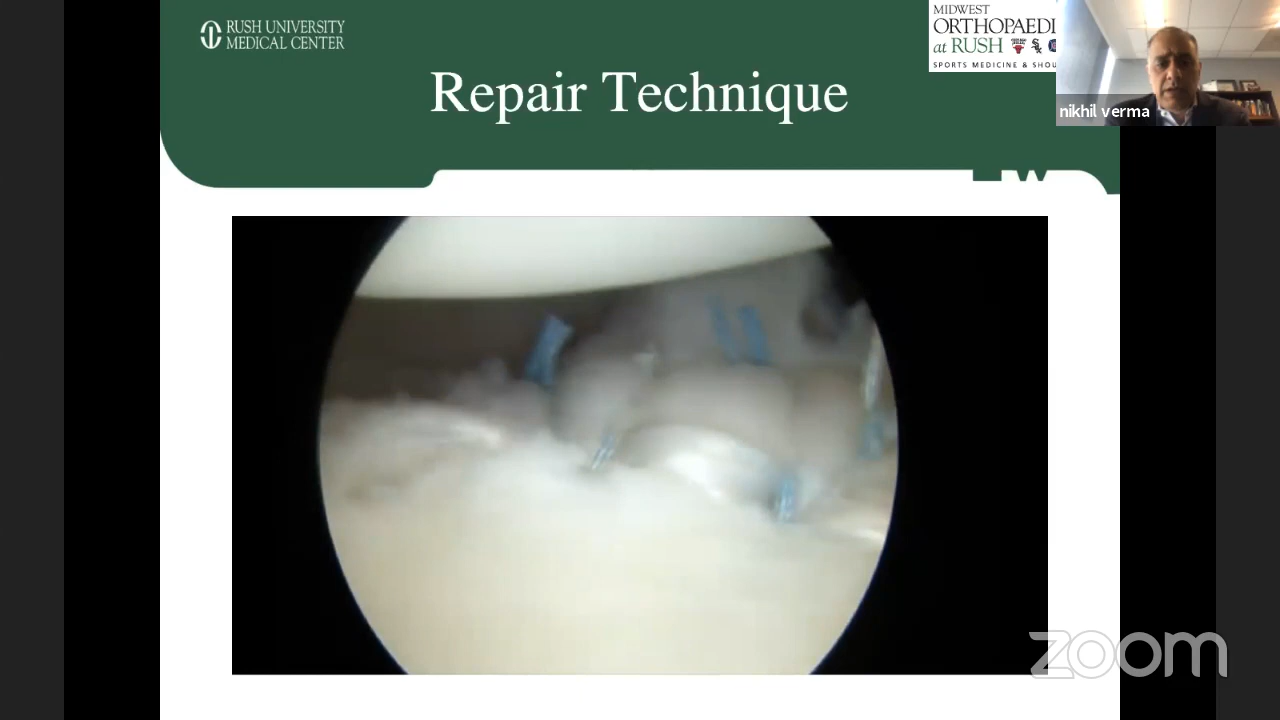 RUSH UNIVERSITY
MEDICAL CENTER
MIDWEST
ORTHOPAEDI
at RUSH
SPORTS MEDICINE & SHOU
Repair Technique
nikhil verma
zoom